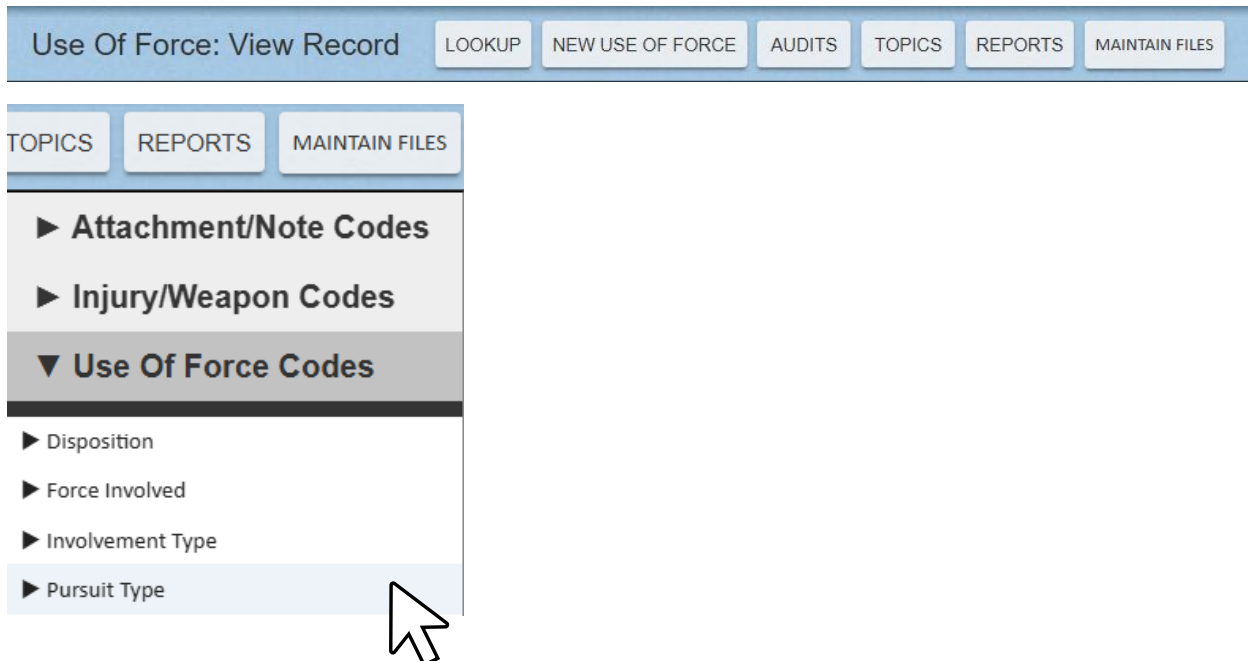 Use Of Force: View Record LOOKUP NEW USE OF FORCE AUDITS TOPICS REPORTS MAINTAIN FILES
TOPICS REPORTS MAINTAIN FILES
► Attachment/Note Codes
► Injury/Weapon Codes
▼ Use Of Force Codes
► Disposition
► Force Involved
► Involvement Type
► Pursuit Type